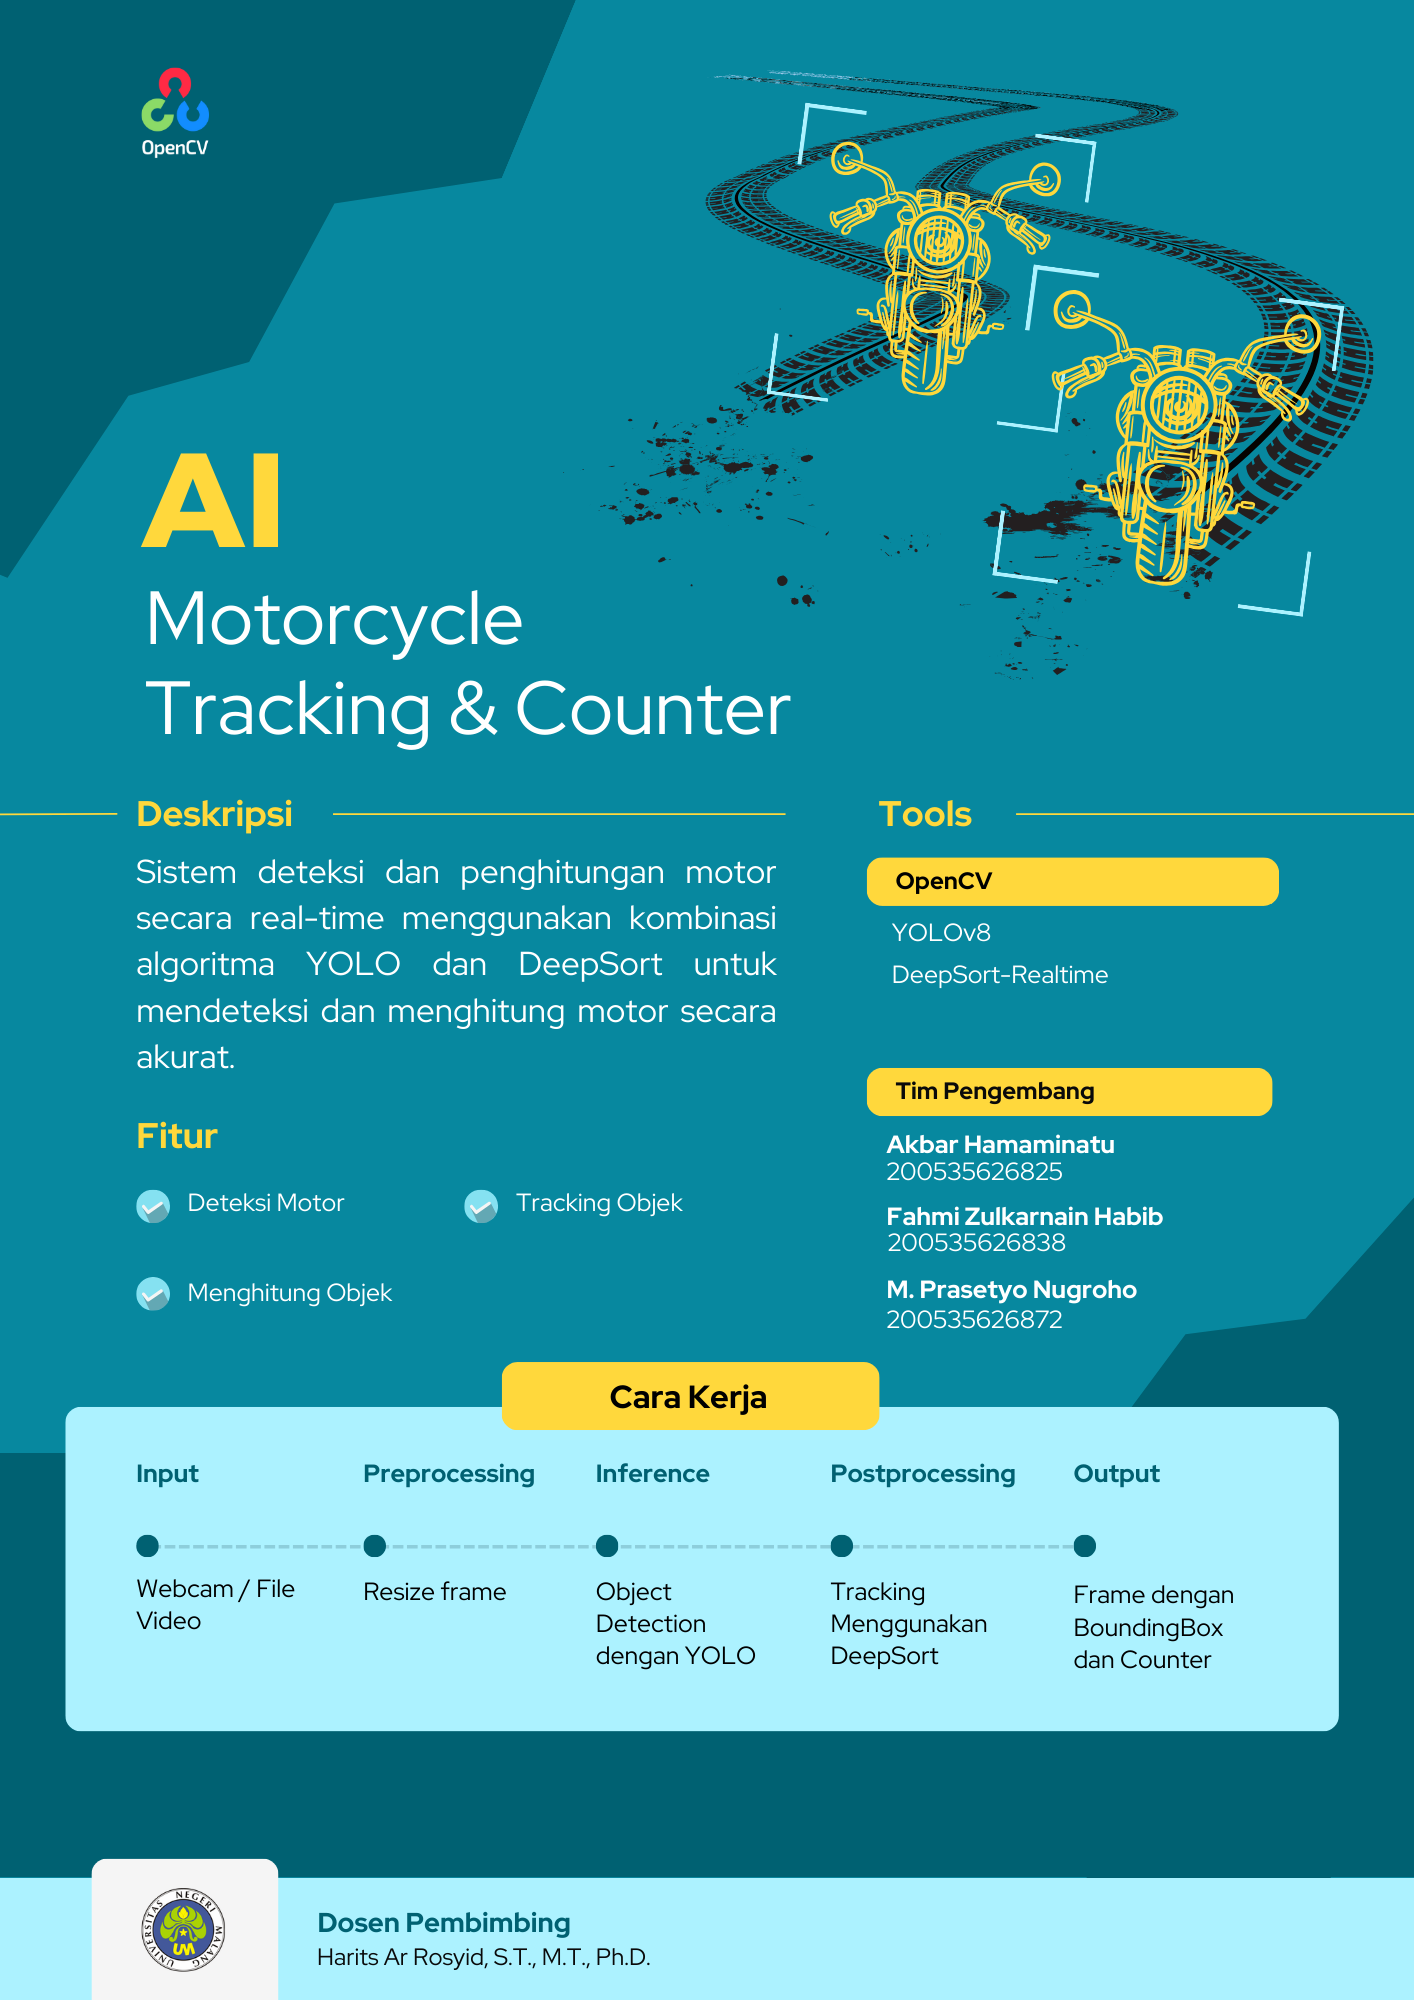 OpenCV
AI
Motorcycle
Tracking & Counter
Deskripsi
Sistem deteksi dan penghitungan motor
secara real-time menggunakan kombinasi
algoritma YOLO dan DeepSort untuk
mendeteksi dan menghitung motor secara
akurat.
Fitur
Deteksi Motor
Tracking Objek
Menghitung Objek
Tools
OpenCV
YOLOv8
DeepSort-Realtime
Tim Pengembang
Akbar Hamaminatu
200535626825
Fahmi Zulkarnain Habib
200535626838
M. Prasetyo Nugroho
200535626872
Cara Kerja
Input
Webcam / File
Video
Preprocessing
Resize frame
Inference
Object
Detection
dengan YOLO
Postprocessing
Tracking
Menggunakan
DeepSort
Output
Frame dengan
BoundingBox
dan Counter
UNIVERSITAS NEGERI MALANG
UM
Dosen Pembimbing
Harits Ar Rosyid, S.T., M.T., Ph.D.